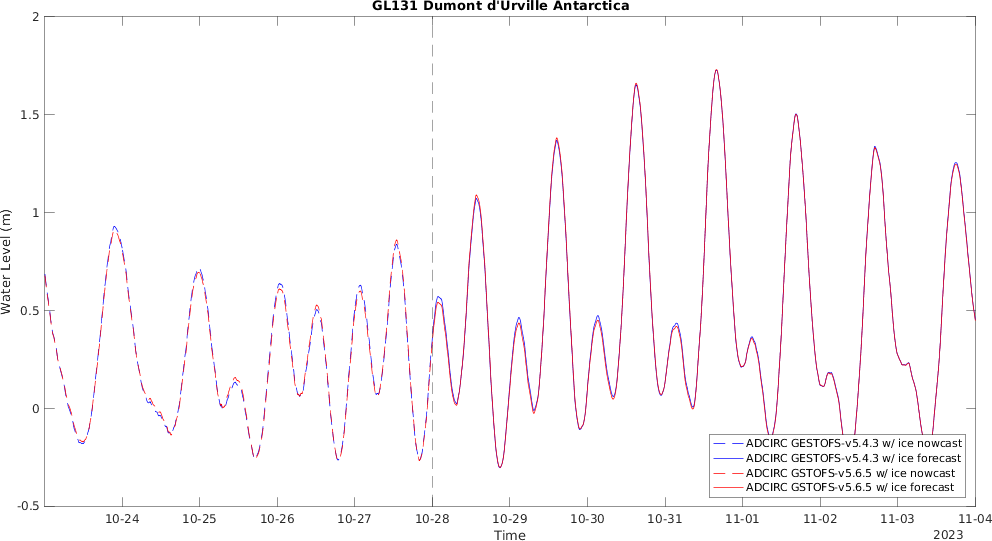 GL131 Dumont d'Urville Antarctica
2
1.5
1
0.5
0
-0.5
Water Level (m)
10-24 10-25 10-26 10-27 10-28 10-29 10-30 10-31 11-01 11-02 11-03 11-04
Time
2023
ADCIRC GESTOFS-v5.4.3 w/ ice nowcast
ADCIRC GESTOFS-v5.4.3 w/ ice forecast
ADCIRC GSTOFS-v5.6.5 w/ ice nowcast
ADCIRC GSTOFS-v5.6.5 w/ ice forecast